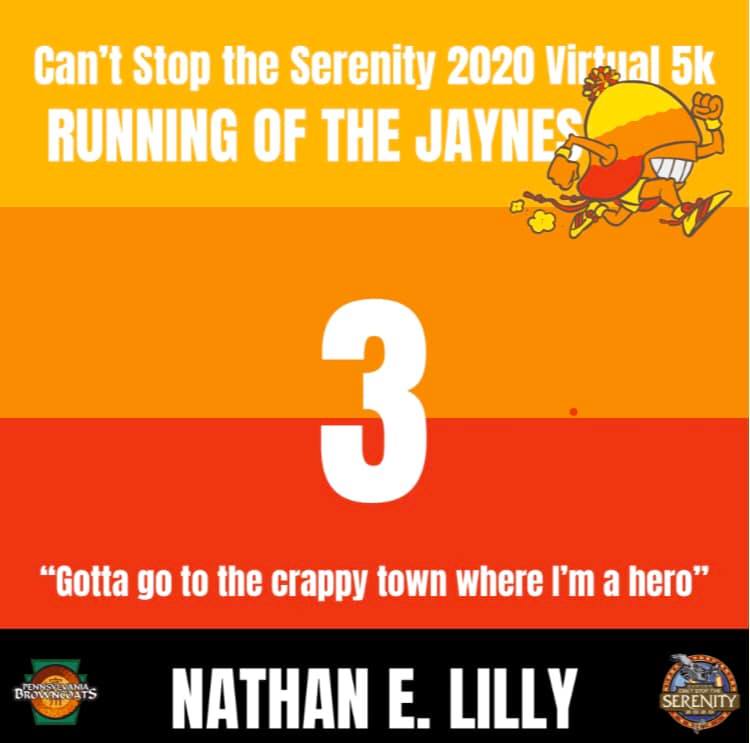 Can't Stop the Serenity 2020 Virtual 5k
RUNNING OF THE JAYNES
3
“Gotta go to the crappy town where I'm a hero”
PENNSYLVANIA
BROWNCOATS
NATHAN E. LILLY
CAN'T STOP THE
SERENITY
2020